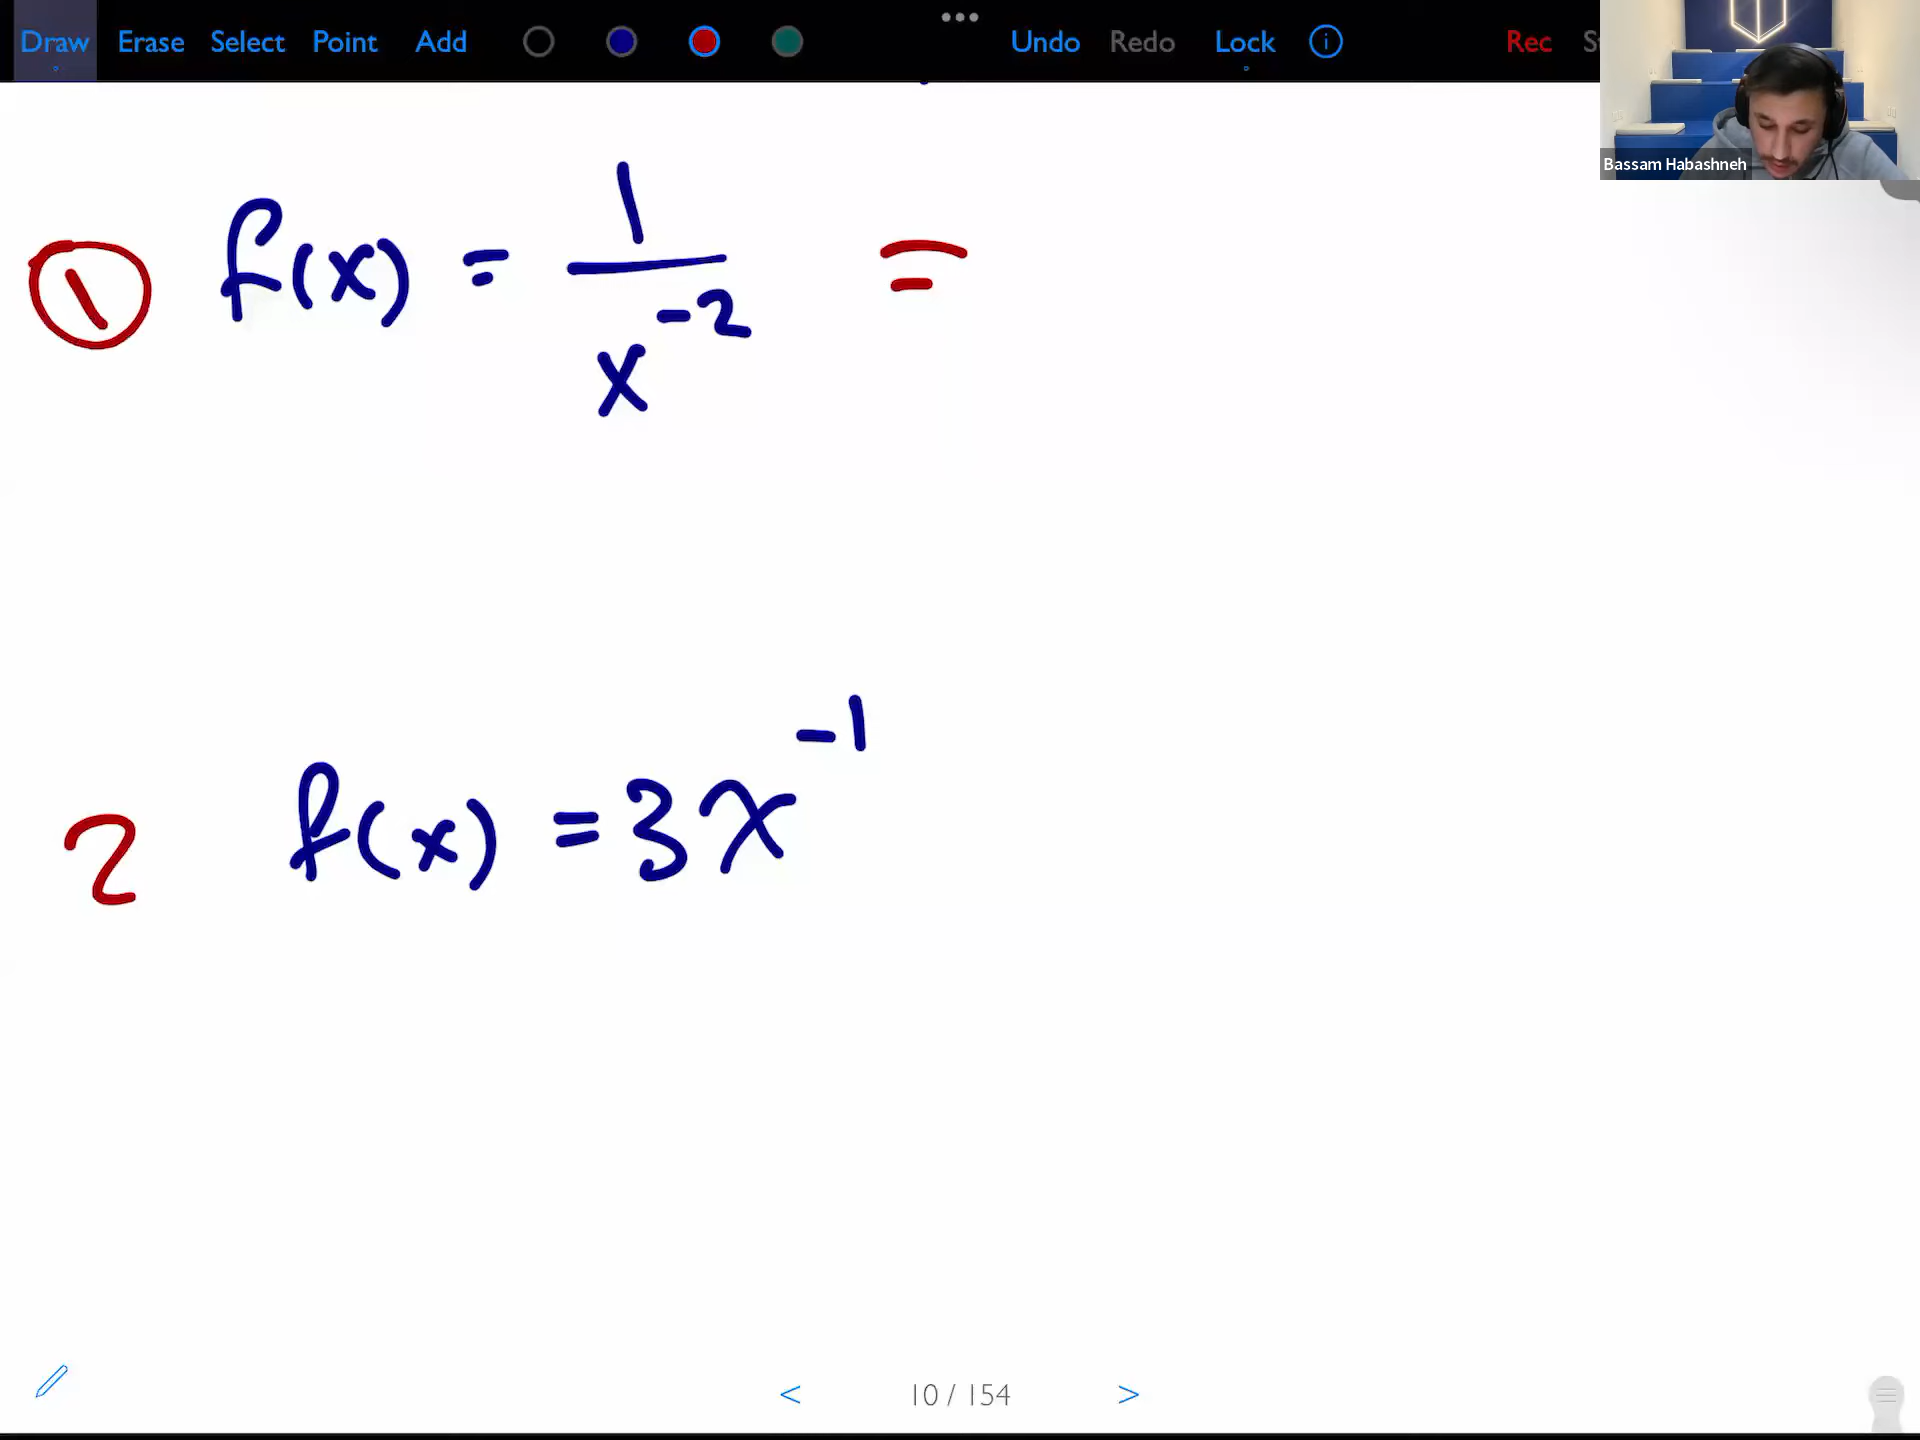 Draw Erase Select Point Add Undo Redo Lock Rec
Bassam Habashneh
1 f(x) = 1/x^-2 =
2 f(x) = 3x^-1
< 10 / 154 >